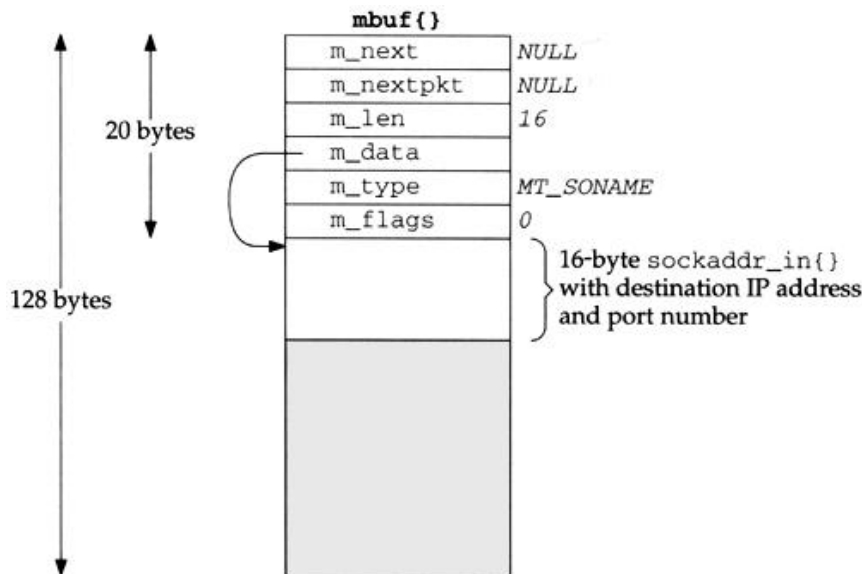 mbuf{}
m_next NULL
m_nextpkt NULL
m_len 16
20 bytes
m_data
m_type MT_SONAME
m_flags 0
16-byte sockaddr_in{}
with destination IP address
and port number
128 bytes